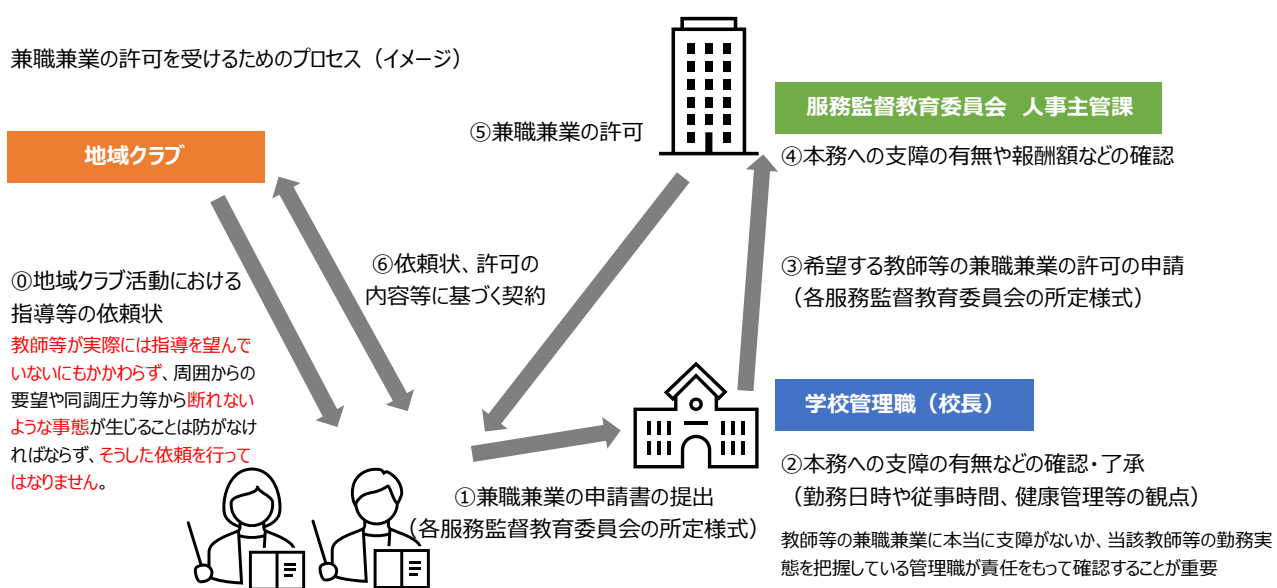 兼職兼業の許可を受けるためのプロセス（イメージ）
地域クラブ
⓪地域クラブ活動における
指導等の依頼状
教師等が実際には指導を望んで
いないにもかかわらず、周囲からの
要望や同調圧力等から断れない
ような事態が生じることは防がなけ
ればならず、そうした依頼を行って
はなりません。
⑤兼職兼業の許可
⑥依頼状、許可の
内容等に基づく契約
①兼職兼業の申請書の提出
（各服務監督教育委員会の所定様式）
服務監督教育委員会　人事主管課
④本務への支障の有無や報酬額などの確認
③希望する教師等の兼職兼業の許可の申請
（各服務監督教育委員会の所定様式）
学校管理職（校長）
②本務への支障の有無などの確認・了承
（勤務日時や従事時間、健康管理等の観点）
教師等の兼職兼業に本当に支障がないか、当該教師等の勤務実
態を把握している管理職が責任をもって確認することが重要